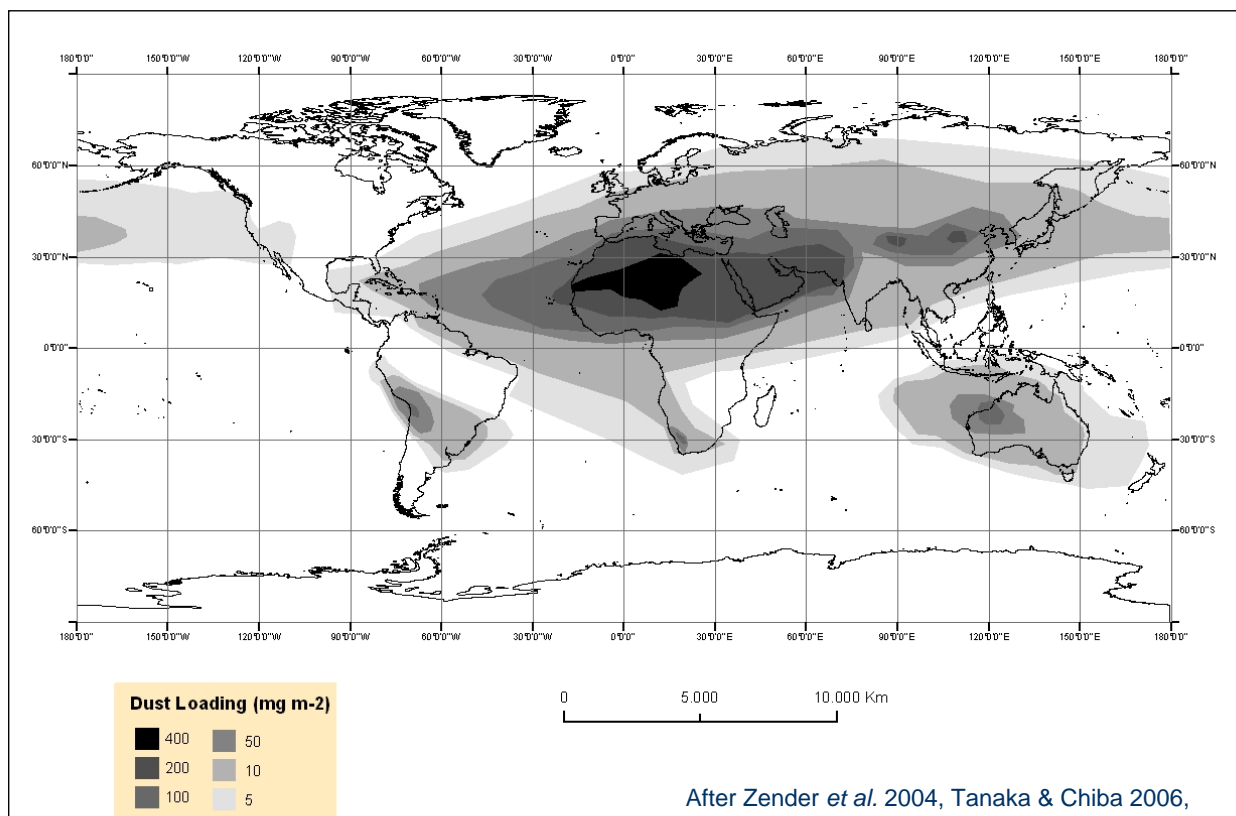 180°0'0" 150°0'0"W 120°0'0"W 90°0'0"W 60°0'0"W 30°0'0"W 0°0'0" 30°0'0"E 60°0'0"E 90°0'0"E 120°0'0"E 150°0'0"E 180°0'0"
60°0'0"N 60°0'0"N
30°0'0"N 30°0'0"N
0°0'0" 0°0'0"
30°0'0"S 30°0'0"S
60°0'0"S 60°0'0"S
180°0'0" 150°0'0"W 120°0'0"W 90°0'0"W 60°0'0"W 30°0'0"W 0°0'0" 30°0'0"E 60°0'0"E 90°0'0"E 120°0'0"E 150°0'0"E 180°0'0"
Dust Loading (mg m-2)
400 50
200 10
100 5
0 5.000 10.000 Km
After Zender et al. 2004, Tanaka & Chiba 2006,